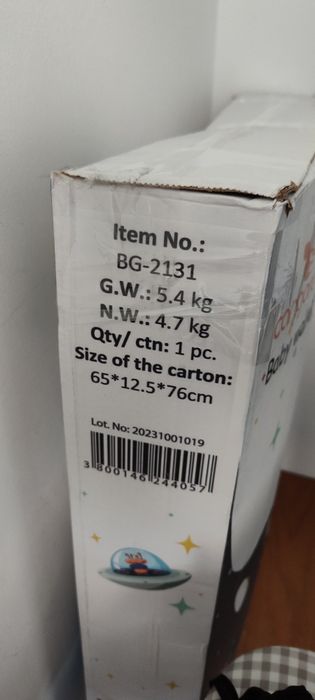 Item No.:
BG-2131
G.W.: 5.4 kg
N.W.: 4.7 kg
Qty/ ctn: 1 pc.
Size of the carton:
65*12.5*76cm
Lot. No: 20231001019
3 800146 244057
Baby